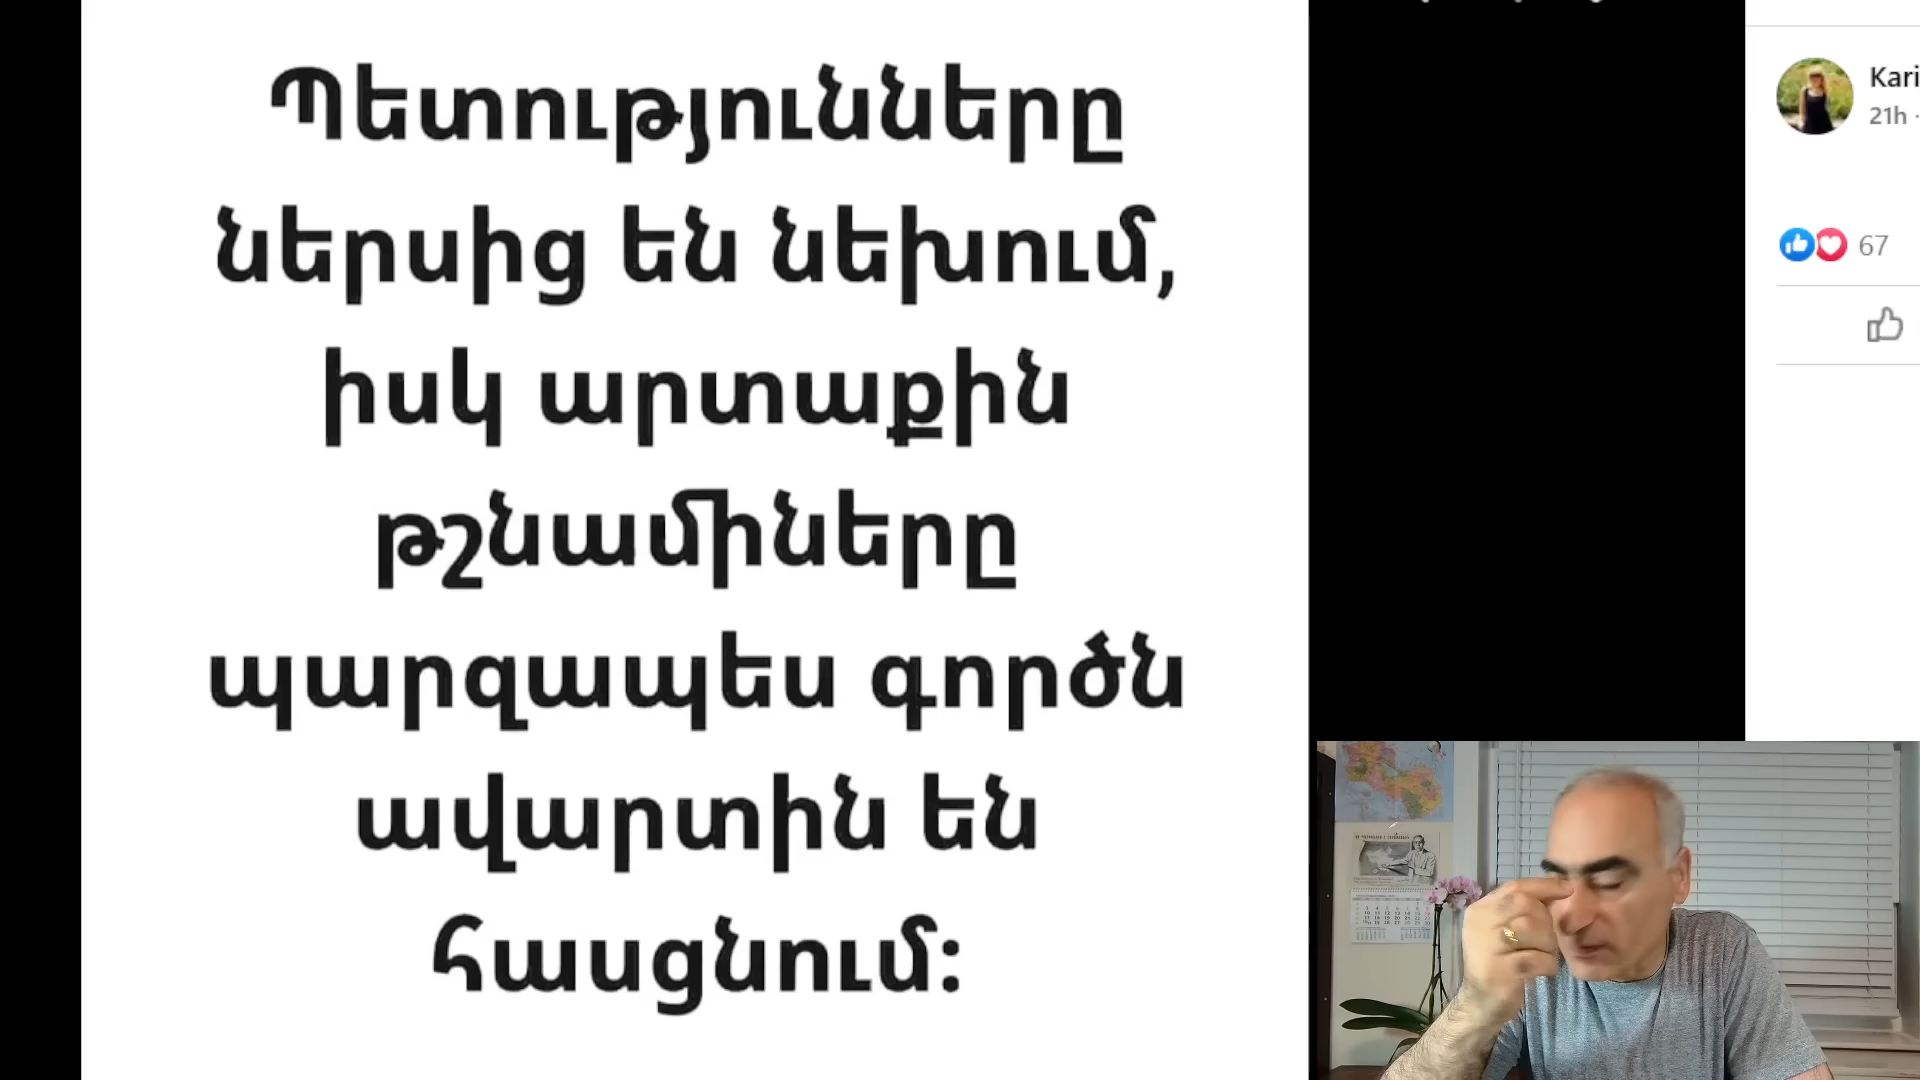 Պետությունները
ներսից են նեխում,
իսկ արտաքին
թշնամիները
պարզապես գործն
ավարտին են
հասցնում:
Kari
21h ·
67